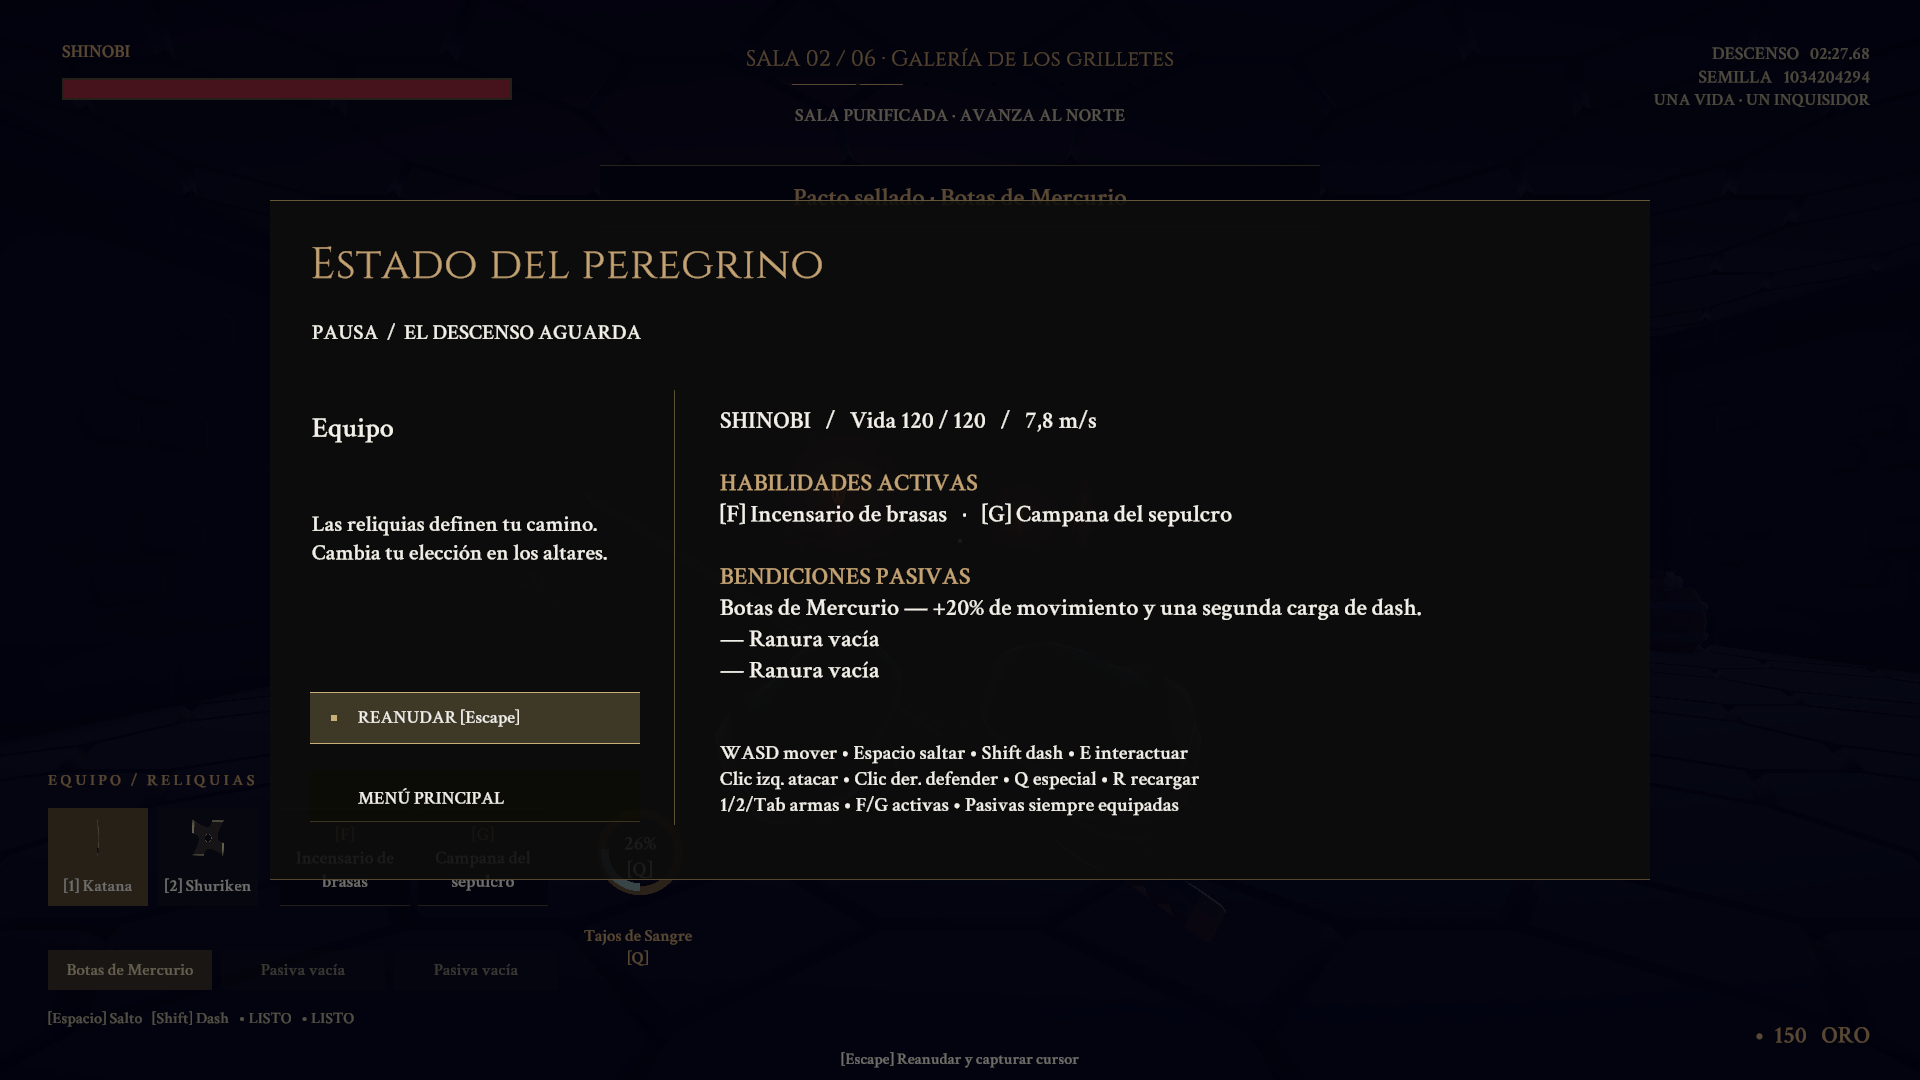 SHINOBI
SALA 02 / 06 · GALERÍA DE LOS GRILLETES
SALA PURIFICADA · AVANZA AL NORTE
DESCENSO 02:27.68
SEMILLA 1034204294
UNA VIDA · UN INQUISIDOR
Pacto sellado · Botas de Mercurio
ESTADO DEL PEREGRINO
PAUSA / EL DESCENSO AGUARDA
Equipo
Las reliquias definen tu camino.
Cambia tu elección en los altares.
REANUDAR [Escape]
MENÚ PRINCIPAL
SHINOBI / Vida 120 / 120 / 7,8 m/s
HABILIDADES ACTIVAS
[F] Incensario de brasas · [G] Campana del sepulcro
BENDICIONES PASIVAS
Botas de Mercurio — +20% de movimiento y una segunda carga de dash.
— Ranura vacía
— Ranura vacía
WASD mover • Espacio saltar • Shift dash • E interactuar
Clic izq. atacar • Clic der. defender • Q especial • R recargar
1/2/Tab armas • F/G activas • Pasivas siempre equipadas
EQUIPO / RELIQUIAS
[1] Katana
[2] Shuriken
[F]
Incensario de
brasas
[G]
Campana del
sepulcro
26%
[Q]
Tajos de Sangre
[Q]
Botas de Mercurio
Pasiva vacía
Pasiva vacía
[Espacio] Salto [Shift] Dash • LISTO • LISTO
[Escape] Reanudar y capturar cursor
• 150 ORO